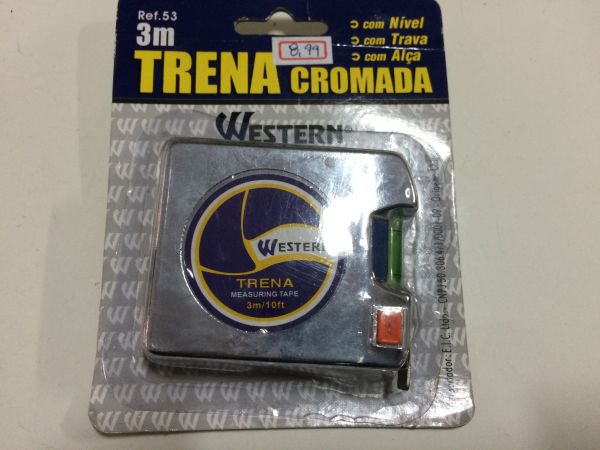 Ref.53
3m
8,99
com Nível
com Trava
com Alça
TRENA CROMADA
WESTERN
WESTERN
TRENA
MEASURING TAPE
3m/10ft